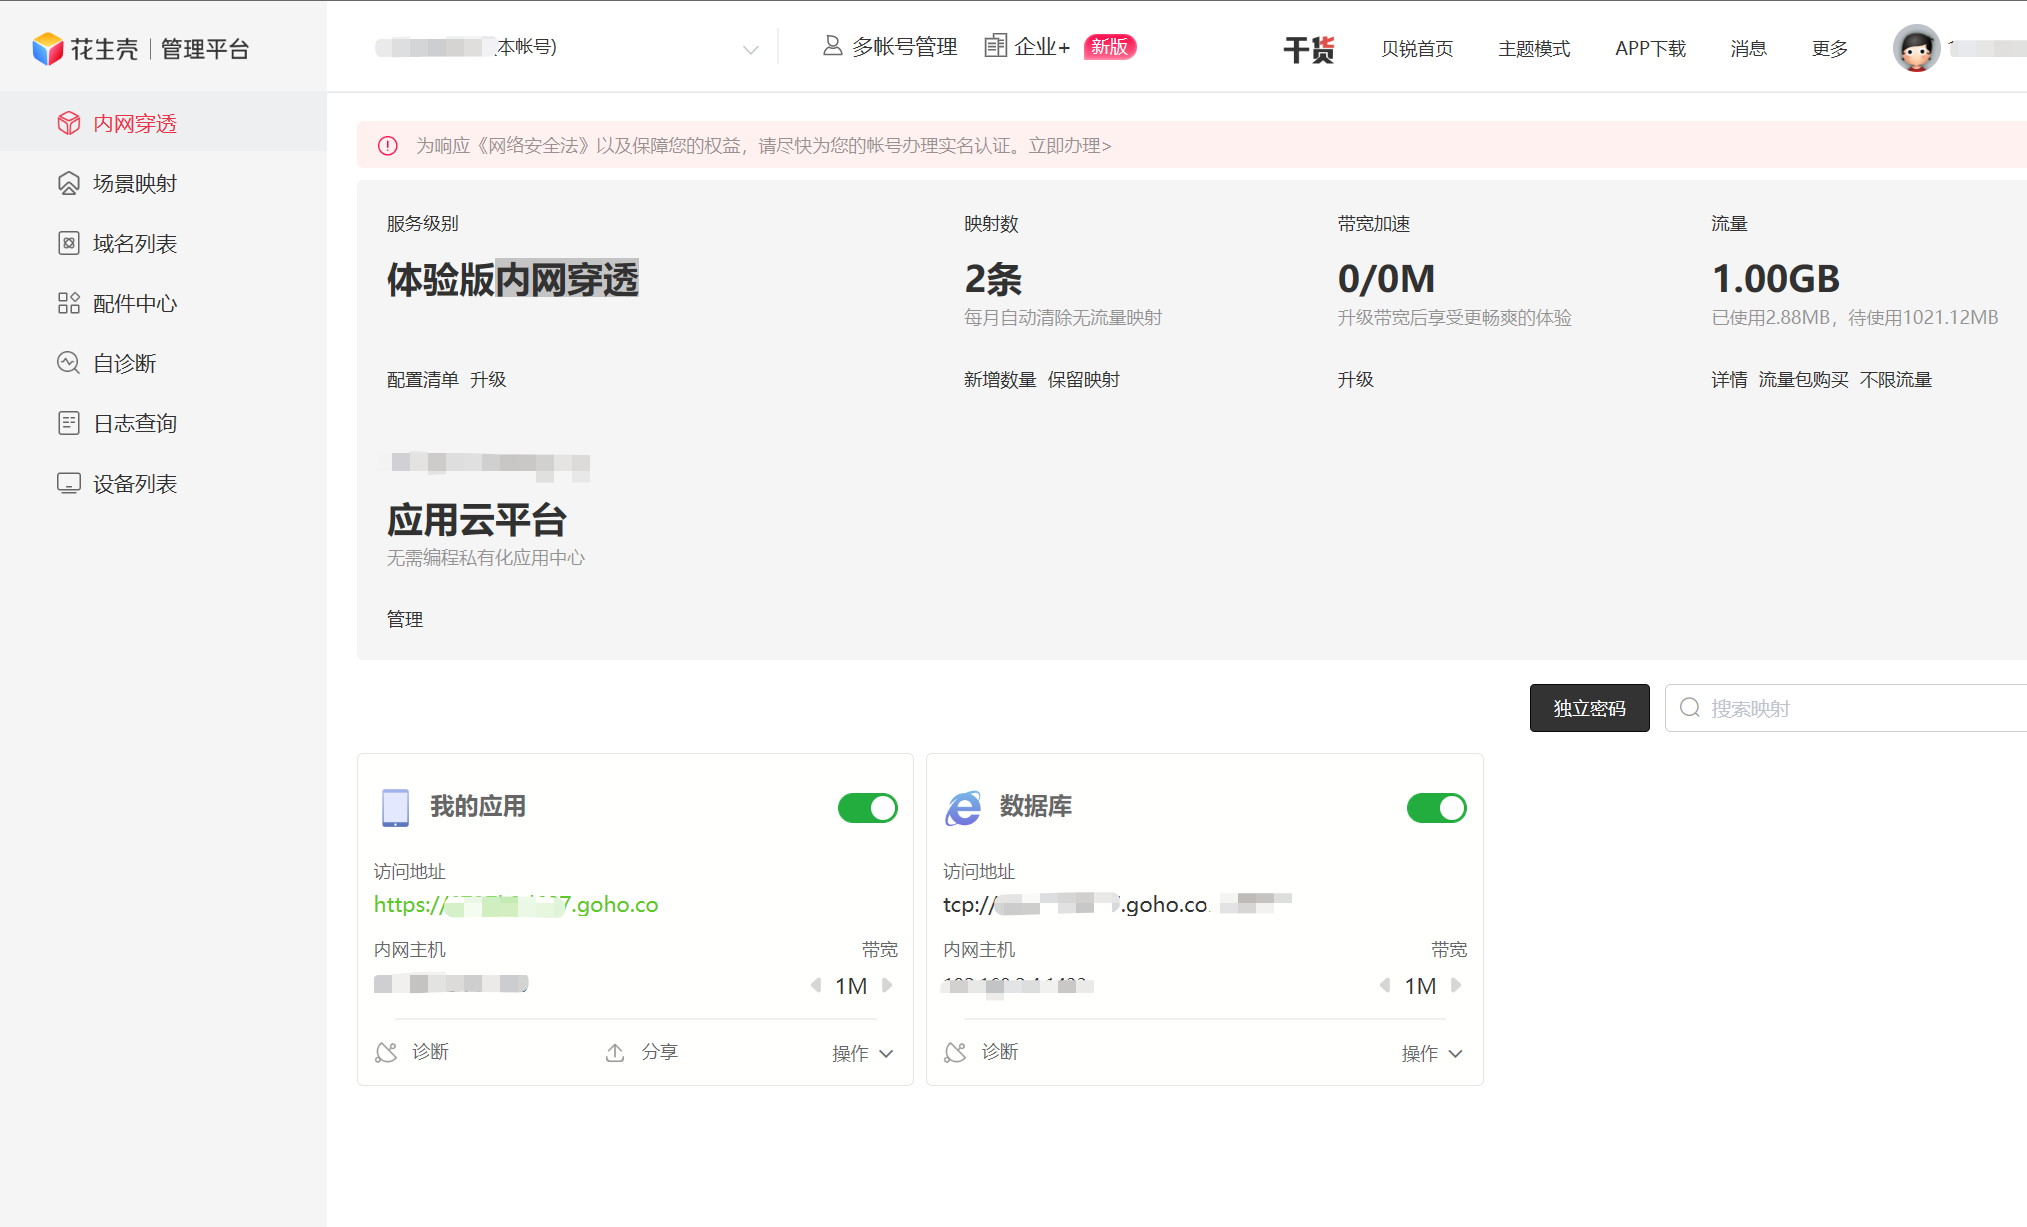 花生壳 | 管理平台
本帐号)
多帐号管理
企业+
新版
干货
贝锐首页
主题模式
APP下载
消息
更多
内网穿透
场景映射
域名列表
配件中心
自诊断
日志查询
设备列表
为响应《网络安全法》以及保障您的权益，请尽快为您的帐号办理实名认证。立即办理>
服务级别
体验版内网穿透
配置清单 升级
映射数
2条
每月自动清除无流量映射
新增数量 保留映射
带宽加速
0/0M
升级带宽后享受更畅爽的体验
升级
流量
1.00GB
已使用2.88MB，待使用1021.12MB
详情 流量包购买 不限流量
应用云平台
无需编程私有化应用中心
管理
独立密码
搜索映射
我的应用
访问地址
https://
.goho.co
内网主机
带宽
1M
诊断
分享
操作
数据库
访问地址
tcp://
.goho.co
内网主机
带宽
1M
诊断
操作